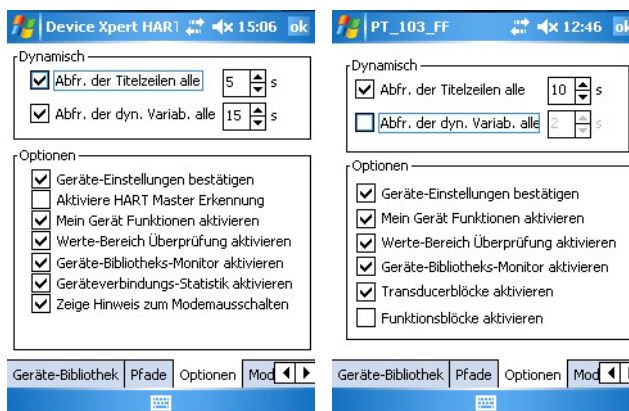 Device Xpert HART 15:06 ok
Dynamisch
Abfr. der Titelzeilen alle 5 s
Abfr. der dyn. Variab. alle 15 s
Optionen
Geräte-Einstellungen bestätigen
Aktiviere HART Master Erkennung
Mein Gerät Funktionen aktivieren
Werte-Bereich Überprüfung aktivieren
Geräte-Bibliotheks-Monitor aktivieren
Geräteverbindungs-Statistik aktivieren
Zeige Hinweis zum Modemausschalten
Geräte-Bibliothek Pfade Optionen Mod
PT_103_FF 12:46 ok
Dynamisch
Abfr. der Titelzeilen alle 10 s
Abfr. der dyn. Variab. alle 2 s
Optionen
Geräte-Einstellungen bestätigen
Mein Gerät Funktionen aktivieren
Werte-Bereich Überprüfung aktivieren
Geräte-Bibliotheks-Monitor aktivieren
Transducerblöcke aktivieren
Funktionsblöcke aktivieren
Geräte-Bibliothek Pfade Optionen Mod